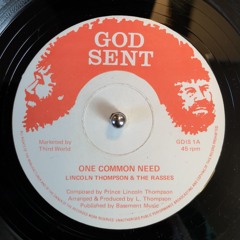 GOD
SENT
Marketed by
Third World
GDIS 1A
45 rpm
ONE COMMON NEED
LINCOLN THOMPSON & THE RASSES
Composed by Prince Lincoln Thompson
Arranged & Produced by L. Thompson
Published by Basement Music